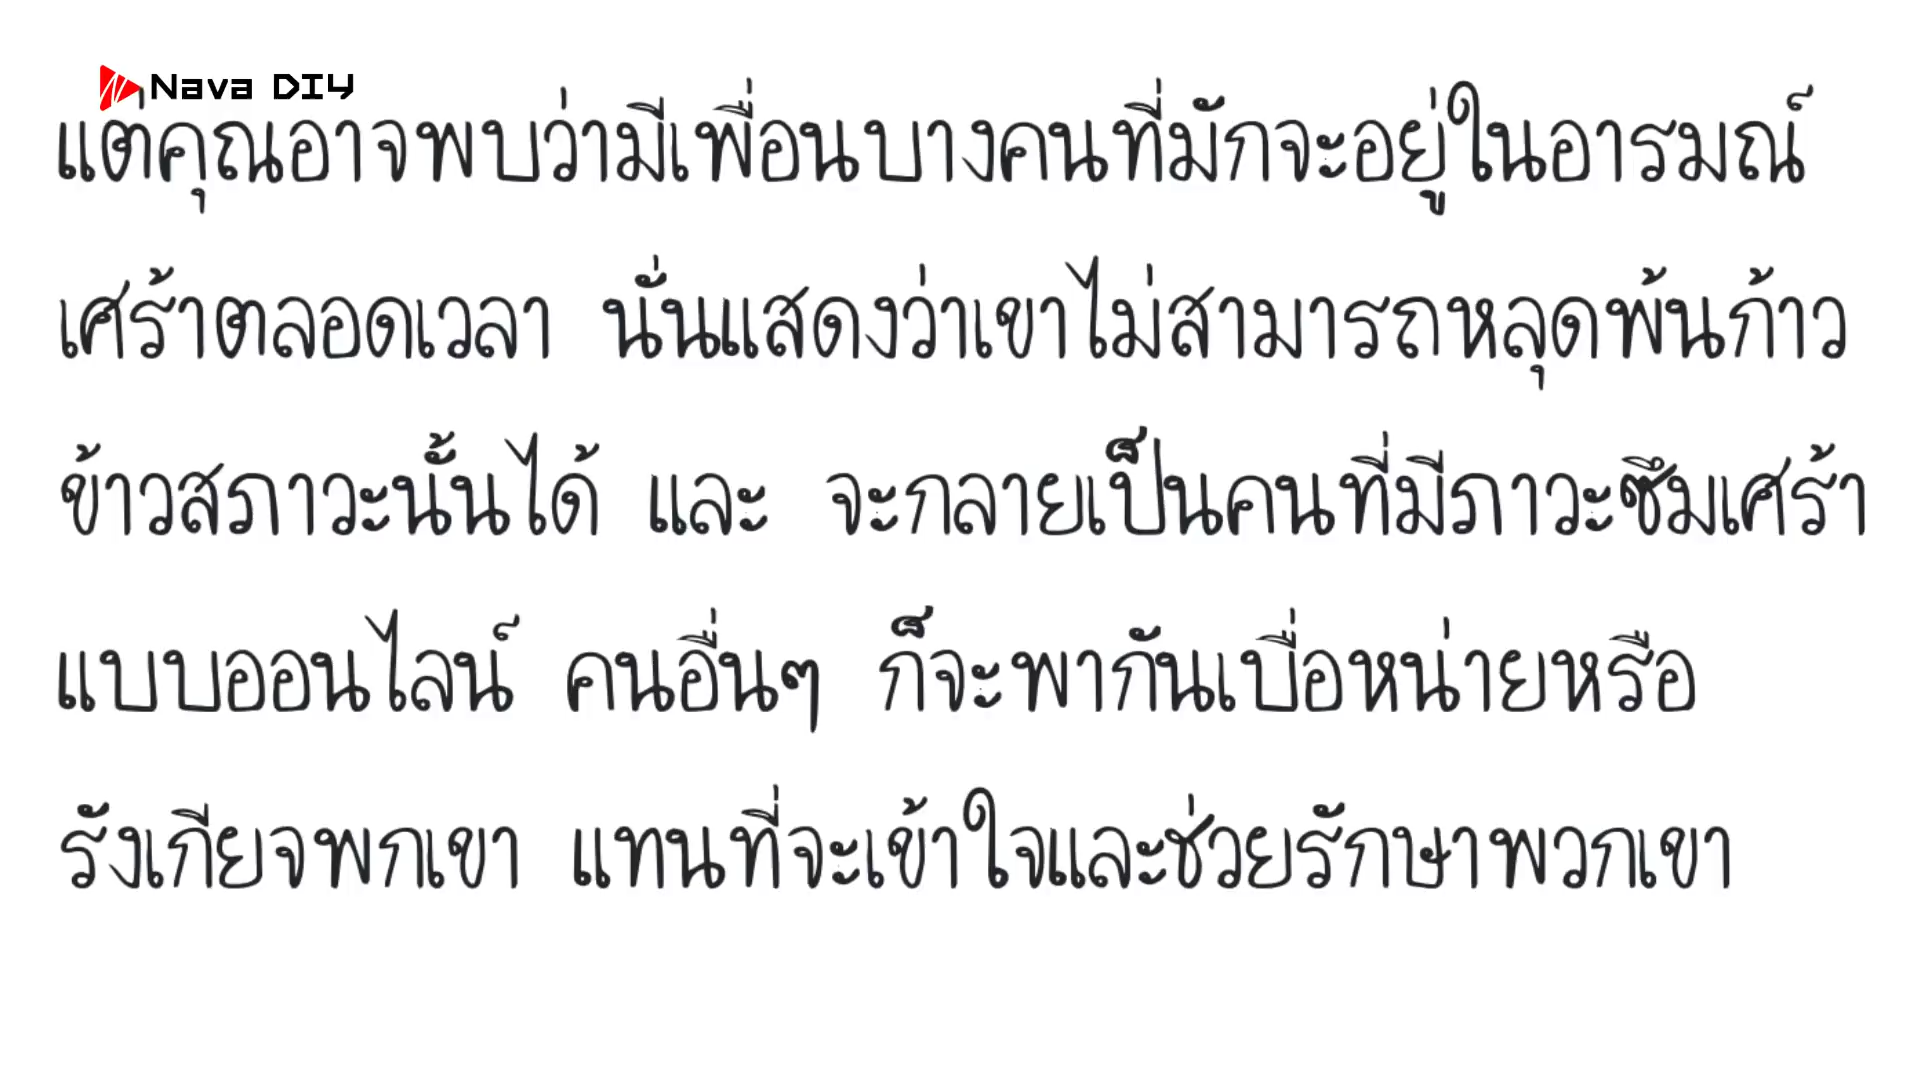 Nava DIY
แต่คุณอาจพบว่ามีเพื่อนบางคนที่มักจะอยู่ในอารมณ์
เศร้าตลอดเวลา นั่นแสดงว่าเขาไม่สามารถหลุดพ้นก้าว
ข้าวสภาวะนั้นได้ และ จะกลายเป็นคนที่มีภาวะซึมเศร้า
แบบออนไลน์ คนอื่นๆ ก็จะพากันเบื่อหน่ายหรือ
รังเกียจพกเขา แทนที่จะเข้าใจและช่วยรักษาพวกเขา